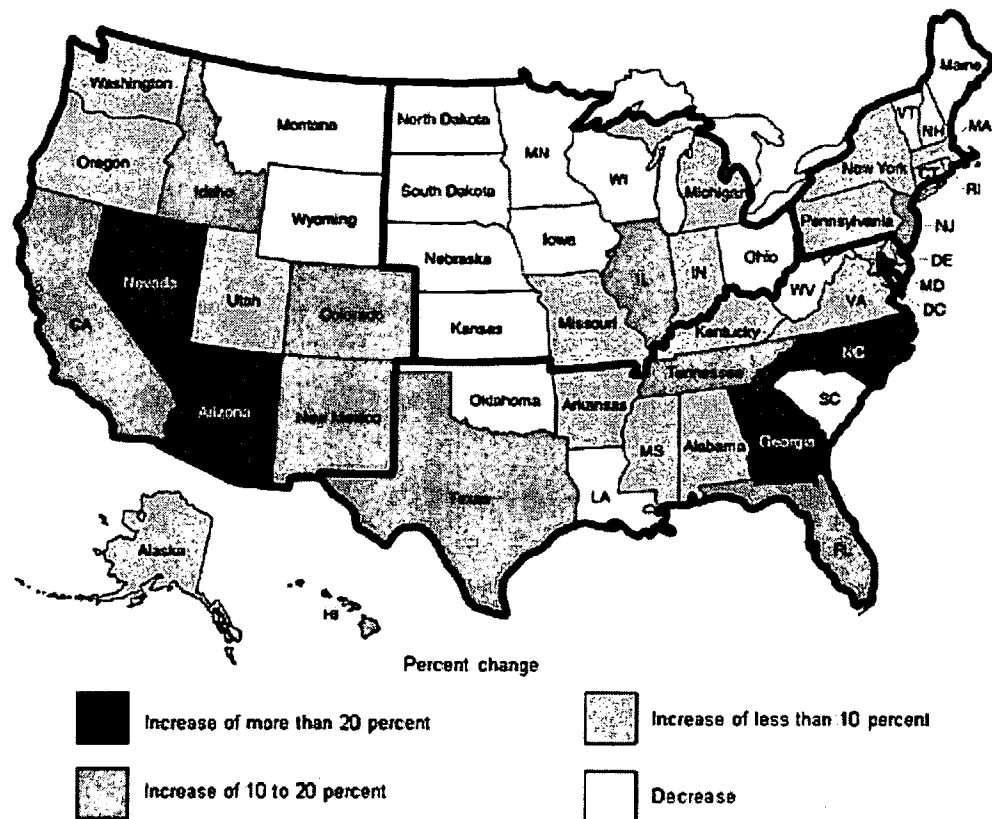 Washington
Montana
North Dakota
MN
Maine
VT
NH
MA
Oregon
Idaho
South Dakota
WI
Michigan
New York
CT
RI
Wyoming
Iowa
Pennsylvania
NJ
Nevada
Utah
Colorado
Nebraska
IL
IN
Ohio
WV
VA
DE
MD
DC
CA
Kansas
Missouri
Kentucky
NC
Arizona
New Mexico
Oklahoma
Arkansas
Tennessee
SC
Texas
LA
MS
Alabama
Georgia
FL
Alaska
HI
Percent change
Increase of more than 20 percent
Increase of less than 10 percent
Increase of 10 to 20 percent
Decrease